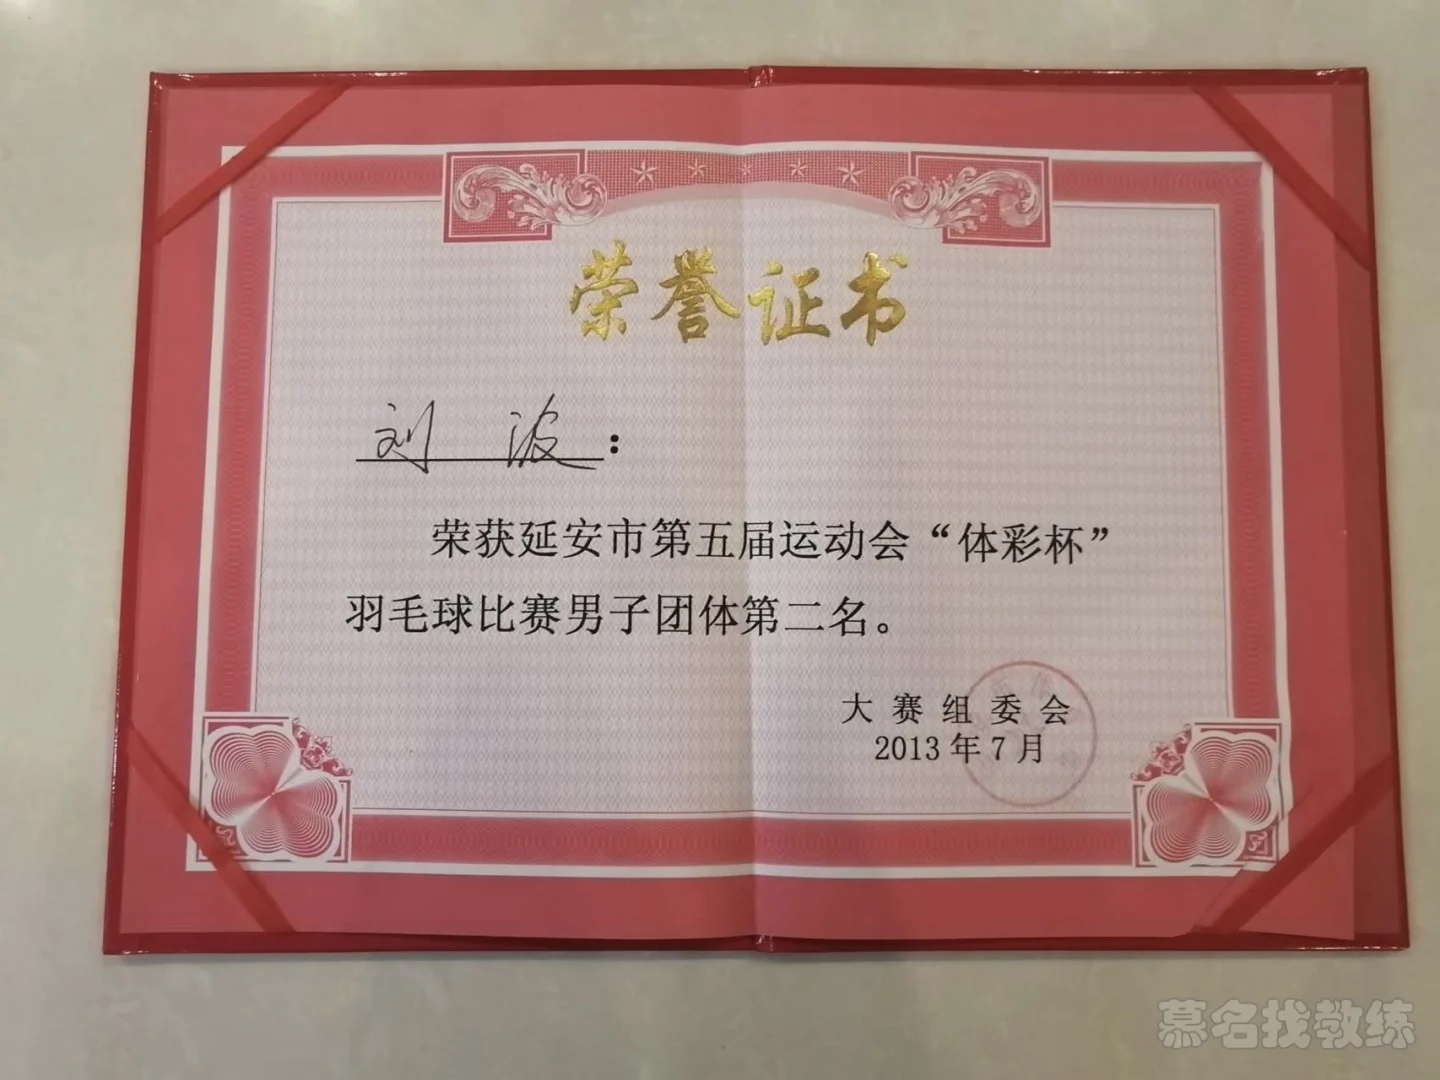 荣誉证书
刘波：
荣获延安市第五届运动会“体彩杯”
羽毛球比赛男子团体第二名。
大赛组委会
2013年7月
慕名找教练